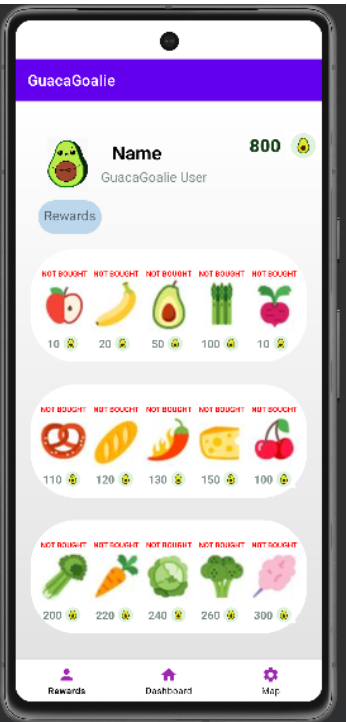 GuacaGoalie
800
Name
GuacaGoalie User
Rewards
NOT BOUGHT NOT BOUGHT NOT BOUGHT NOT BOUGHT NOT BOUGHT
10 20 50 100 10
NOT BOUGHT NOT BOUGHT NOT BOUGHT NOT BOUGHT NOT BOUGHT
110 120 130 150 100
NOT BOUGHT NOT BOUGHT NOT BOUGHT NOT BOUGHT NOT BOUGHT
200 220 240 260 300
Rewards Dashboard Map